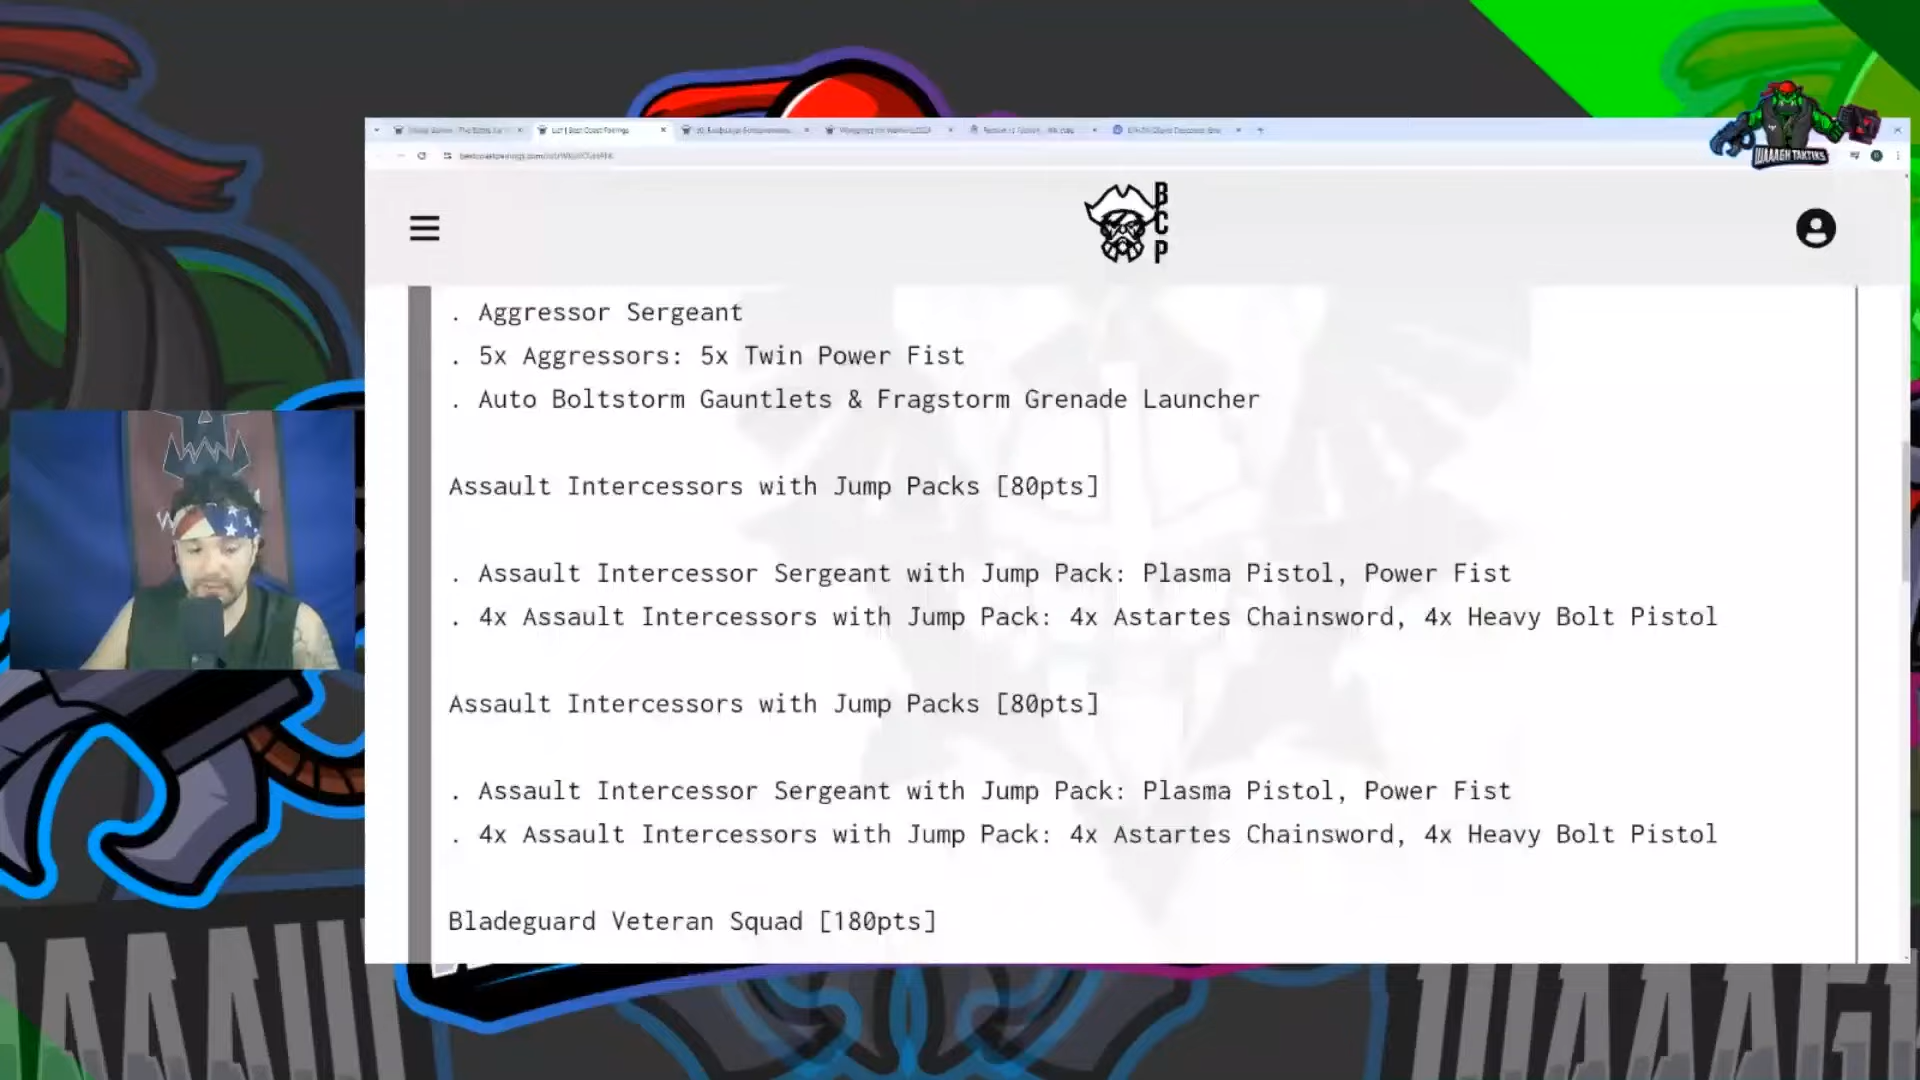 WAAAGH TAKTIKS
B
C
P
. Aggressor Sergeant
. 5x Aggressors: 5x Twin Power Fist
. Auto Boltstorm Gauntlets & Fragstorm Grenade Launcher
Assault Intercessors with Jump Packs [80pts]
. Assault Intercessor Sergeant with Jump Pack: Plasma Pistol, Power Fist
. 4x Assault Intercessors with Jump Pack: 4x Astartes Chainsword, 4x Heavy Bolt Pistol
Assault Intercessors with Jump Packs [80pts]
. Assault Intercessor Sergeant with Jump Pack: Plasma Pistol, Power Fist
. 4x Assault Intercessors with Jump Pack: 4x Astartes Chainsword, 4x Heavy Bolt Pistol
Bladeguard Veteran Squad [180pts]